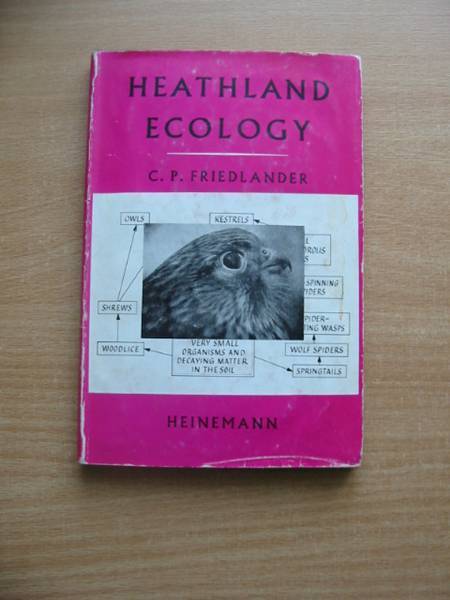 HEATHLAND
ECOLOGY
C. P. FRIEDLANDER
OWLS
KESTRELS
SHREWS
WOODLICE
VERY SMALL
ORGANISMS AND
DECAYING MATTER
IN THE SOIL
WOLF SPIDERS
SPRINGTAILS
HEINEMANN